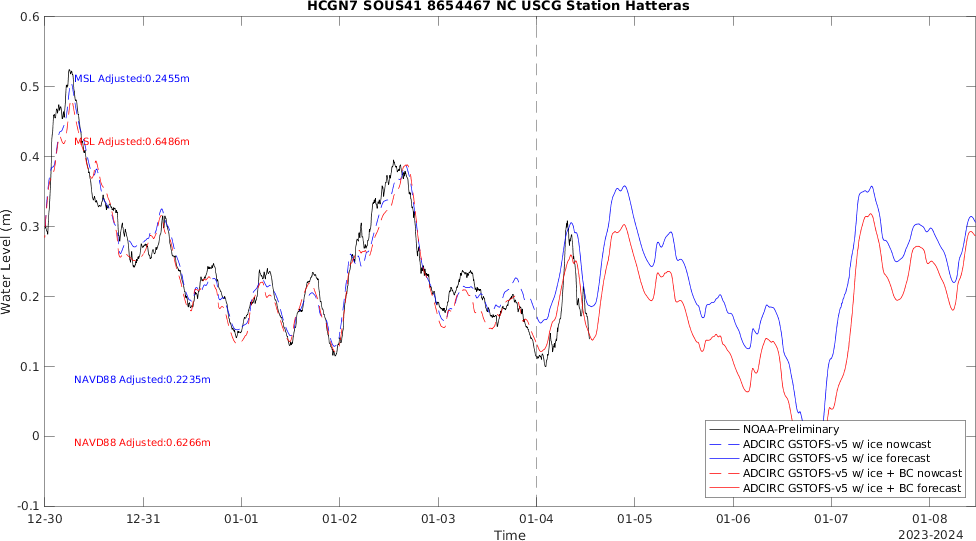 HCGN7 SOUS41 8654467 NC USCG Station Hatteras
0.6
0.5
0.4
0.3
0.2
0.1
0
-0.1
Water Level (m)
MSL Adjusted:0.2455m
MSL Adjusted:0.6486m
NAVD88 Adjusted:0.2235m
NAVD88 Adjusted:0.6266m
NOAA-Preliminary
ADCIRC GSTOFS-v5 w/ ice nowcast
ADCIRC GSTOFS-v5 w/ ice forecast
ADCIRC GSTOFS-v5 w/ ice + BC nowcast
ADCIRC GSTOFS-v5 w/ ice + BC forecast
12-30 12-31 01-01 01-02 01-03 01-04 01-05 01-06 01-07 01-08
Time
2023-2024